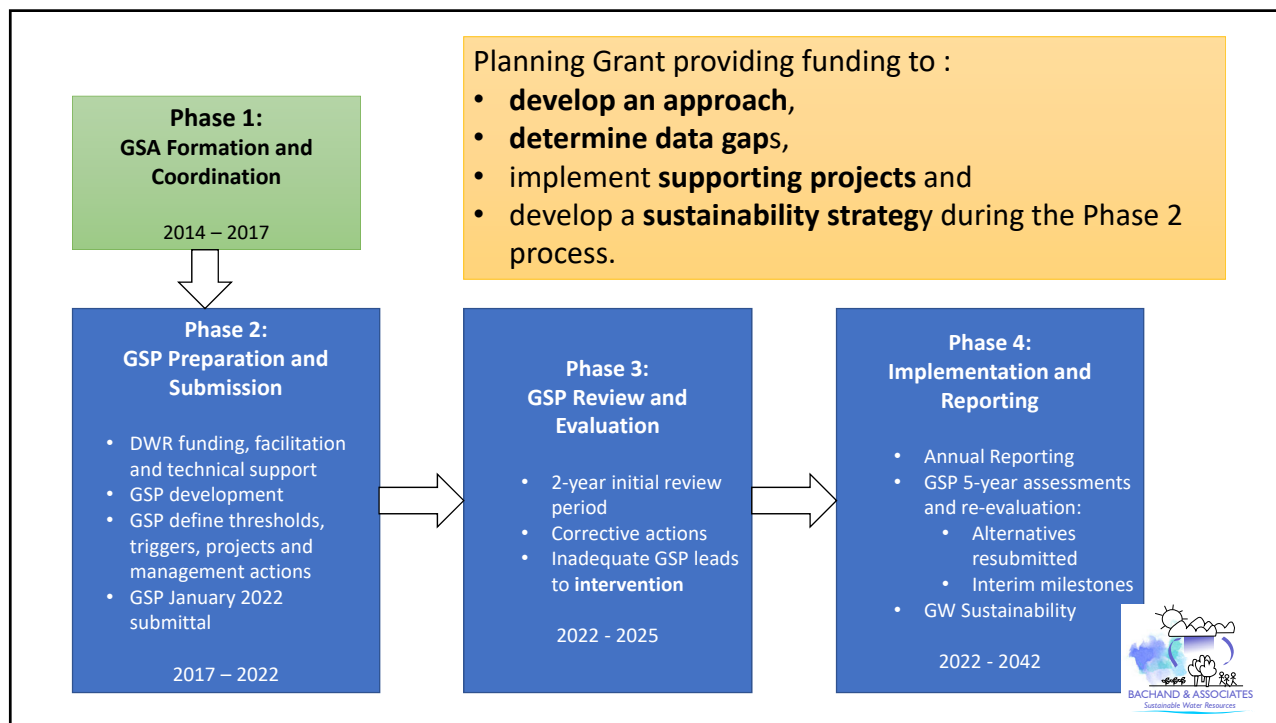 Planning Grant providing funding to :
• develop an approach,
• determine data gaps,
• implement supporting projects and
• develop a sustainability strategy during the Phase 2
process.
Phase 1:
GSA Formation and
Coordination
2014 – 2017
Phase 2:
GSP Preparation and
Submission
• DWR funding, facilitation
and technical support
• GSP development
• GSP define thresholds,
triggers, projects and
management actions
• GSP January 2022
submittal
2017 – 2022
Phase 3:
GSP Review and
Evaluation
• 2-year initial review
period
• Corrective actions
• Inadequate GSP leads
to intervention
2022 - 2025
Phase 4:
Implementation and
Reporting
• Annual Reporting
• GSP 5-year assessments
and re-evaluation:
• Alternatives
resubmitted
• Interim milestones
• GW Sustainability
2022 - 2042
BACHAND & ASSOCIATES
Sustainable Water Resources